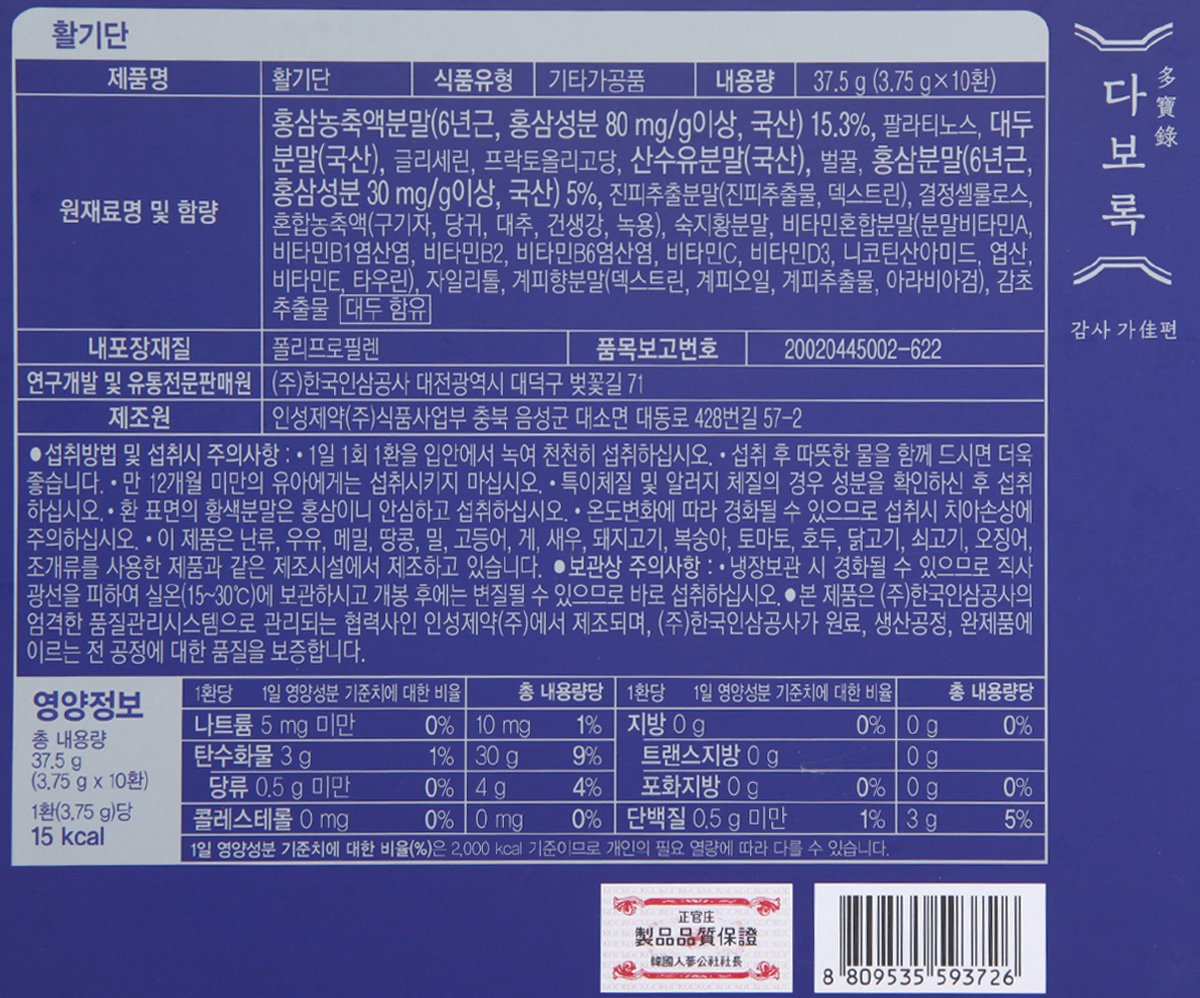 활기단
제품명 활기단 식품유형 기타가공품 내용량 37.5 g (3.75 g×10환)
원재료명 및 함량
홍삼농축액분말(6년근, 홍삼성분 80 mg/g이상, 국산) 15.3%, 팔라티노스, 대두
분말(국산), 글리세린, 프락토올리고당, 산수유분말(국산), 벌꿀, 홍삼분말(6년근,
홍삼성분 30 mg/g이상, 국산) 5%, 진피추출분말(진피추출물, 덱스트린), 결정셀룰로스,
혼합농축액(구기자, 당귀, 대추, 건생강, 녹용), 숙지황분말, 비타민혼합분말(분말비타민A,
비타민B1염산염, 비타민B2, 비타민B6염산염, 비타민C, 비타민D3, 니코틴산아미드, 엽산,
비타민E, 타우린), 자일리톨, 계피향분말(덱스트린, 계피오일, 계피추출물, 아라비아검), 감초
추출물 대두 함유
내포장재질 폴리프로필렌 품목보고번호 20020445002-622
연구개발 및 유통전문판매원 (주)한국인삼공사 대전광역시 대덕구 벚꽃길 71
제조원 인성제약(주)식품사업부 충북 음성군 대소면 대동로 428번길 57-2
●섭취방법 및 섭취시 주의사항 : • 1일 1회 1환을 입안에서 녹여 천천히 섭취하십시오. • 섭취 후 따뜻한 물을 함께 드시면 더욱
좋습니다. • 만 12개월 미만의 유아에게는 섭취시키지 마십시오. • 특이체질 및 알러지 체질의 경우 성분을 확인하신 후 섭취
하십시오. • 환 표면의 황색분말은 홍삼이니 안심하고 섭취하십시오. • 온도변화에 따라 경화될 수 있으므로 섭취시 치아손상에
주의하십시오. • 이 제품은 난류, 우유, 메밀, 땅콩, 밀, 고등어, 게, 새우, 돼지고기, 복숭아, 토마토, 호두, 닭고기, 쇠고기, 오징어,
조개류를 사용한 제품과 같은 제조시설에서 제조하고 있습니다. ●보관상 주의사항 : • 냉장보관 시 경화될 수 있으므로 직사
광선을 피하여 실온(15~30℃)에 보관하시고 개봉 후에는 변질될 수 있으므로 바로 섭취하십시오. ●본 제품은 (주)한국인삼공사의
엄격한 품질관리시스템으로 관리되는 협력사인 인성제약(주)에서 제조되며, (주)한국인삼공사가 원료, 생산공정, 완제품에
이르는 전 공정에 대한 품질을 보증합니다.
영양정보
총 내용량
37.5 g
(3.75 g x 10환)
1환(3.75 g)당
15 kcal
1환당 1일 영양성분 기준치에 대한 비율 총 내용량당 1환당 1일 영양성분 기준치에 대한 비율 총 내용량당
나트륨 5 mg 미만 0% 10 mg 1% 지방 0 g 0% 0 g 0%
탄수화물 3 g 1% 30 g 9% 트랜스지방 0 g 0 g
당류 0.5 g 미만 0% 4 g 4% 포화지방 0 g 0% 0 g 0%
콜레스테롤 0 mg 0% 0 mg 0% 단백질 0.5 g 미만 1% 3 g 5%
1일 영양성분 기준치에 대한 비율(%)은 2,000 kcal 기준이므로 개인의 필요 열량에 따라 다를 수 있습니다.
다보록
多寶錄
감사 가佳편
正官庄
製品品質保證
韓國人蔘公社社長
8 809535 593726